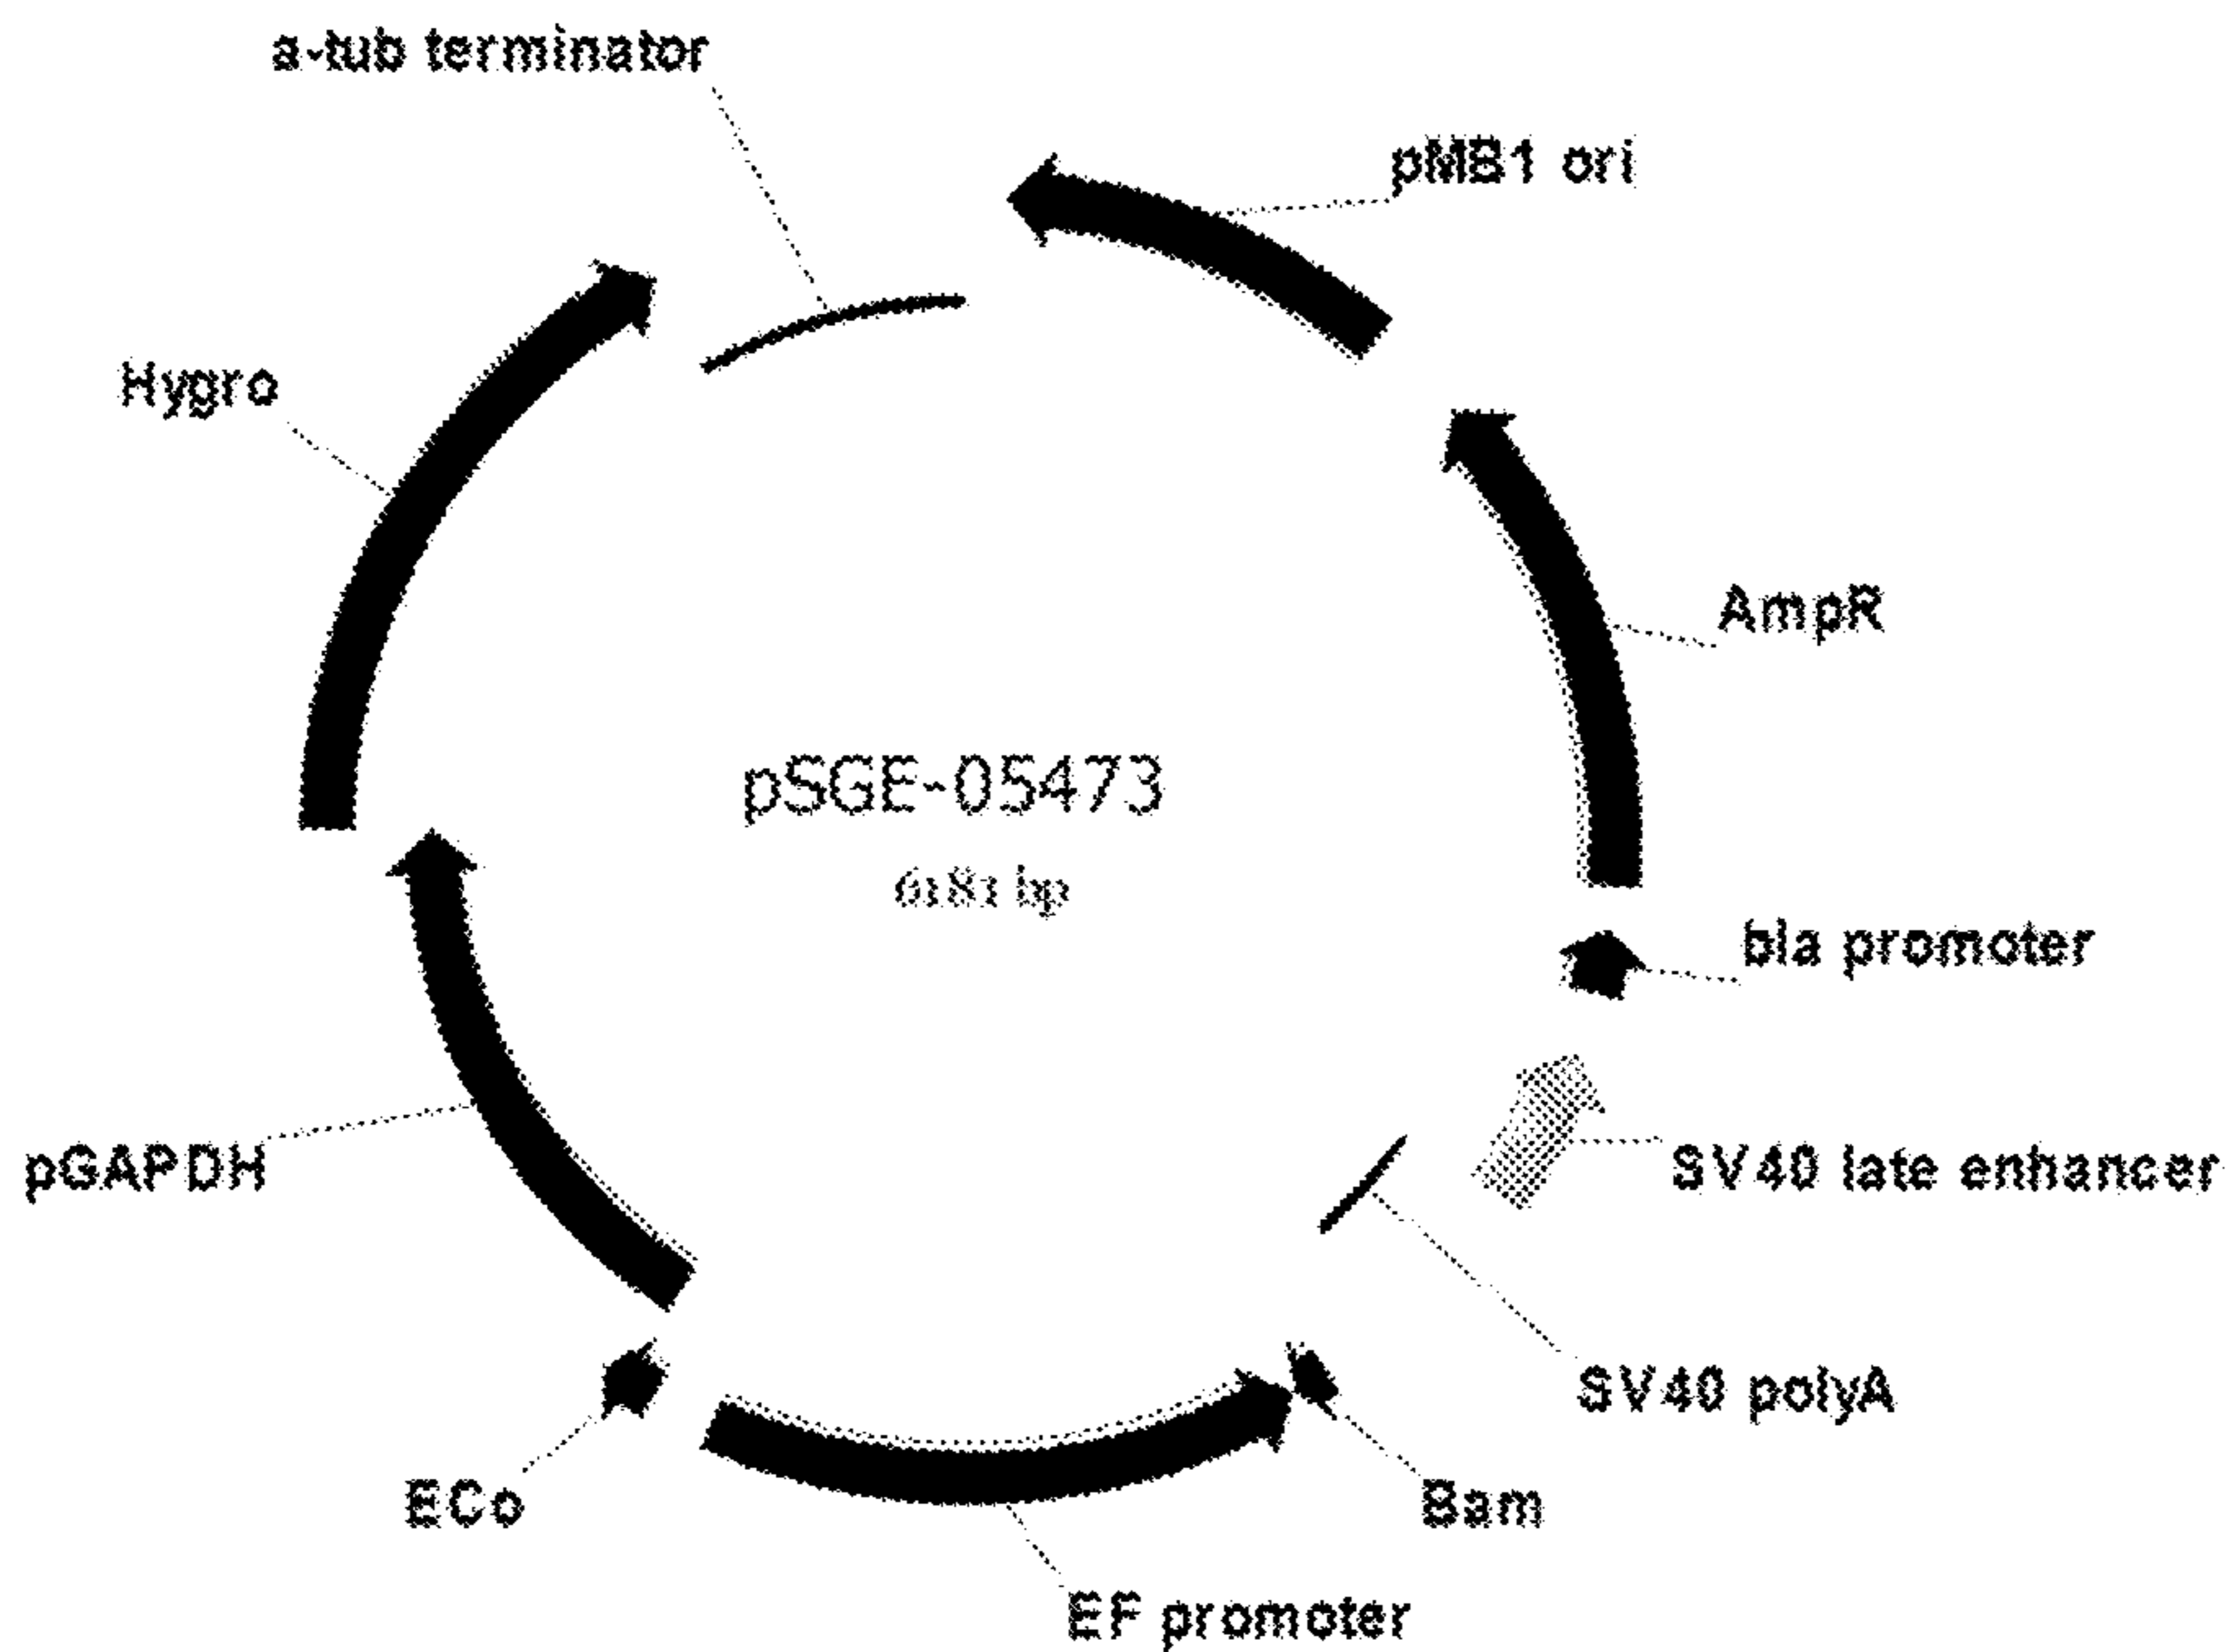 a-tub terminator
pMB1 ori
Hygro
AmpR
pSGE-05473
bp
bla promoter
pGAPDH
SV40 late enhancer
SV40 polyA
ECo
Bam
EF promoter